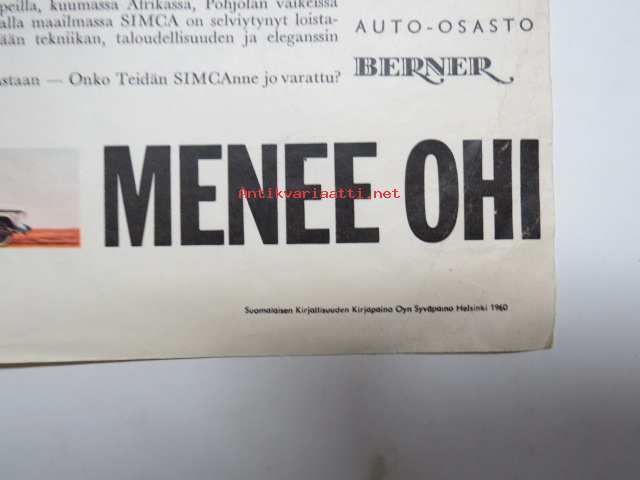 peilla, kuumassa Afrikassa, Pohjolan vaikeissa
alla maailmassa SIMCA on selviytynyt loista-
ään tekniikan, taloudellisuuden ja eleganssin
astaan — Onko Teidän SIMCAnne jo varattu?
AUTO-OSASTO
BERNER
MENEE OHI
Antikvariaatti.net
Suomalaisen Kirjallisuuden Kirjapaino Oyn Syväpaino Helsinki 1960